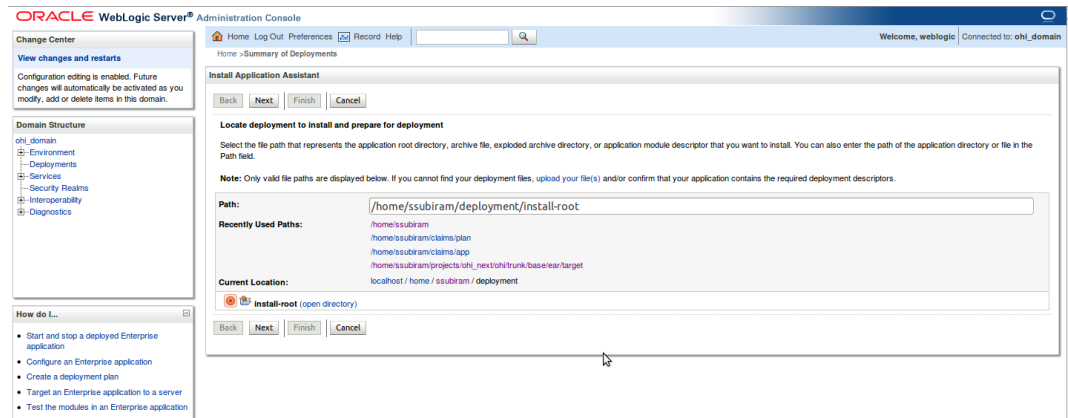 ORACLE WebLogic Server® Administration Console
Change Center
View changes and restarts
Configuration editing is enabled. Future
changes will automatically be activated as you
modify, add or delete items in this domain.
Domain Structure
ohi_domain
Environment
Deployments
Services
Security Realms
Interoperability
Diagnostics
How do I...
Start and stop a deployed Enterprise
application
Configure an Enterprise application
Create a deployment plan
Target an Enterprise application to a server
Test the modules in an Enterprise application
Home Log Out Preferences Record Help
Welcome, weblogic Connected to: ohi_domain
Home >Summary of Deployments
Install Application Assistant
Back Next Finish Cancel
Locate deployment to install and prepare for deployment
Select the file path that represents the application root directory, archive file, exploded archive directory, or application module descriptor that you want to install. You can also enter the path of the application directory or file in the
Path field.
Note: Only valid file paths are displayed below. If you cannot find your deployment files, upload your file(s) and/or confirm that your application contains the required deployment descriptors.
Path: /home/ssubiram/deployment/install-root
Recently Used Paths: /home/ssubiram
/home/ssubiram/claims/plan
/home/ssubiram/claims/app
/home/ssubiram/projects/ohi_next/ohi/trunk/base/ear/target
Current Location: localhost / home / ssubiram / deployment
install-root (open directory)
Back Next Finish Cancel